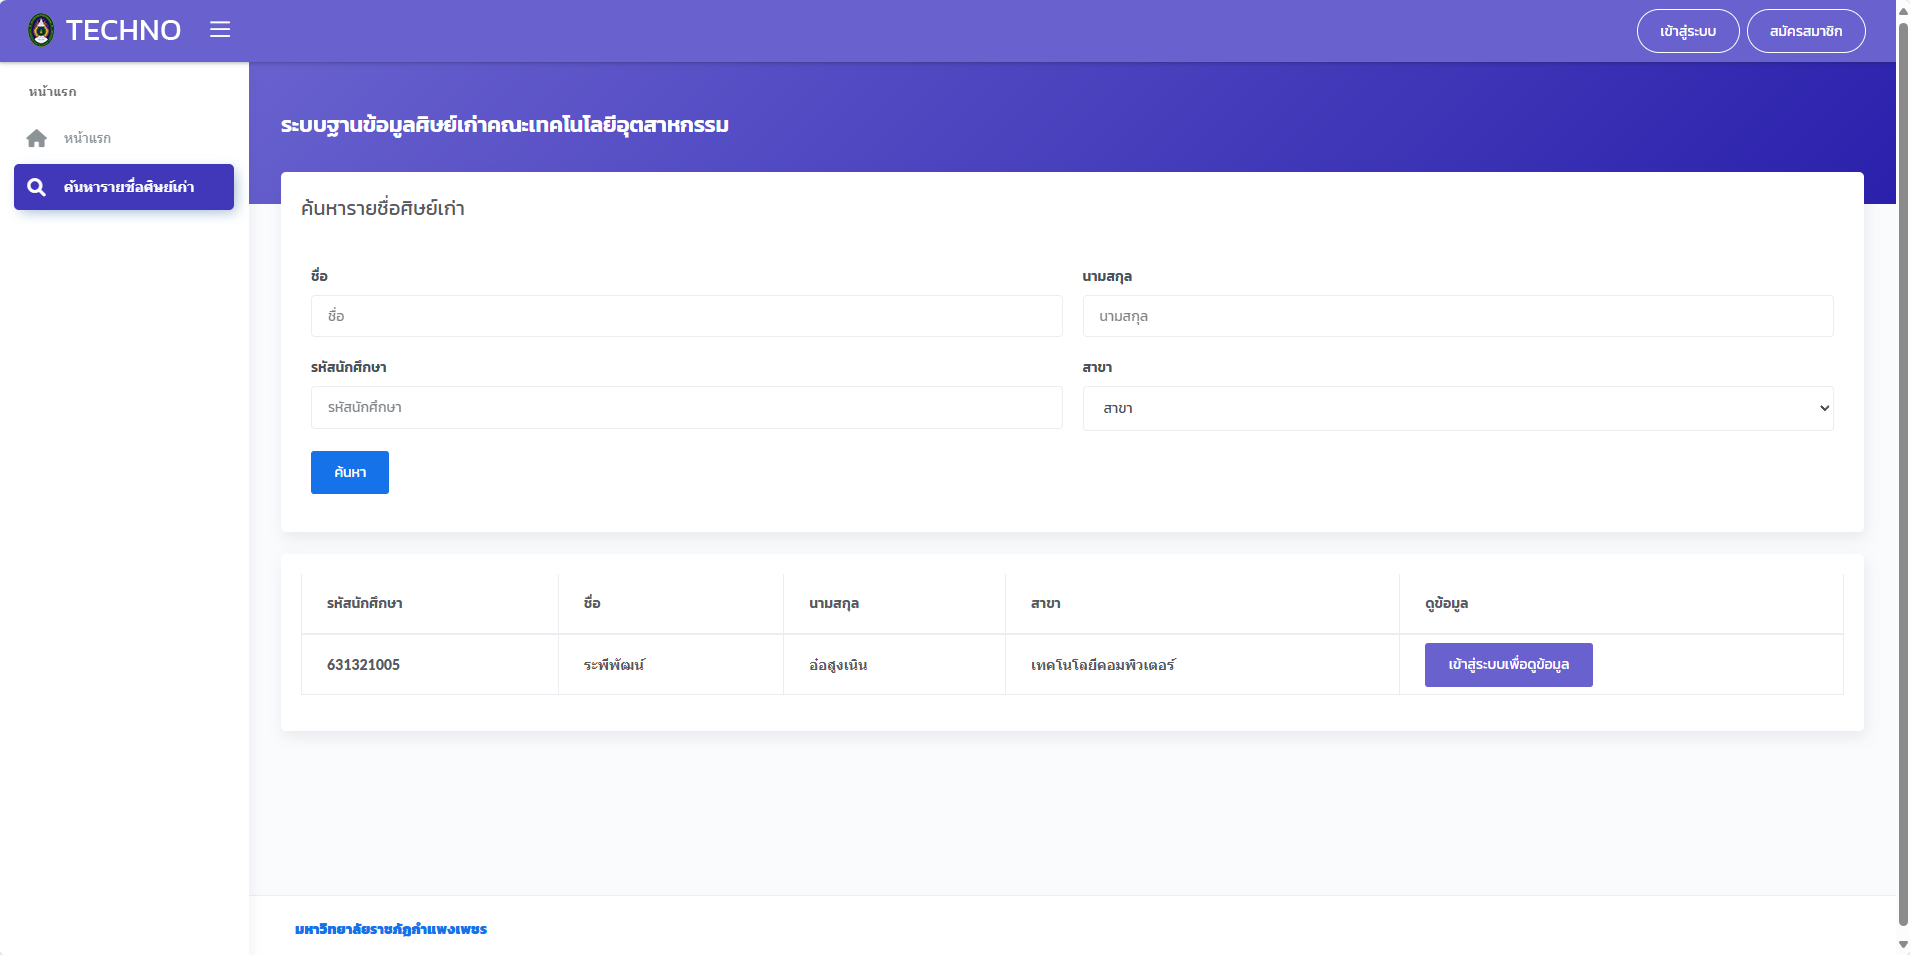 TECHNO
เข้าสู่ระบบ
สมัครสมาชิก
หน้าแรก
หน้าแรก
ค้นหารายชื่อศิษย์เก่า
ระบบฐานข้อมูลศิษย์เก่าคณะเทคโนโลยีอุตสาหกรรม
ค้นหารายชื่อศิษย์เก่า
ชื่อ นามสกุล
ชื่อ นามสกุล
รหัสนักศึกษา สาขา
รหัสนักศึกษา สาขา
ค้นหา
รหัสนักศึกษา ชื่อ นามสกุล สาขา ดูข้อมูล
631321005 ระพีพัฒน์ อ๋อสูงเนิน เทคโนโลยีคอมพิวเตอร์ เข้าสู่ระบบเพื่อดูข้อมูล
มหาวิทยาลัยราชภัฏกำแพงเพชร